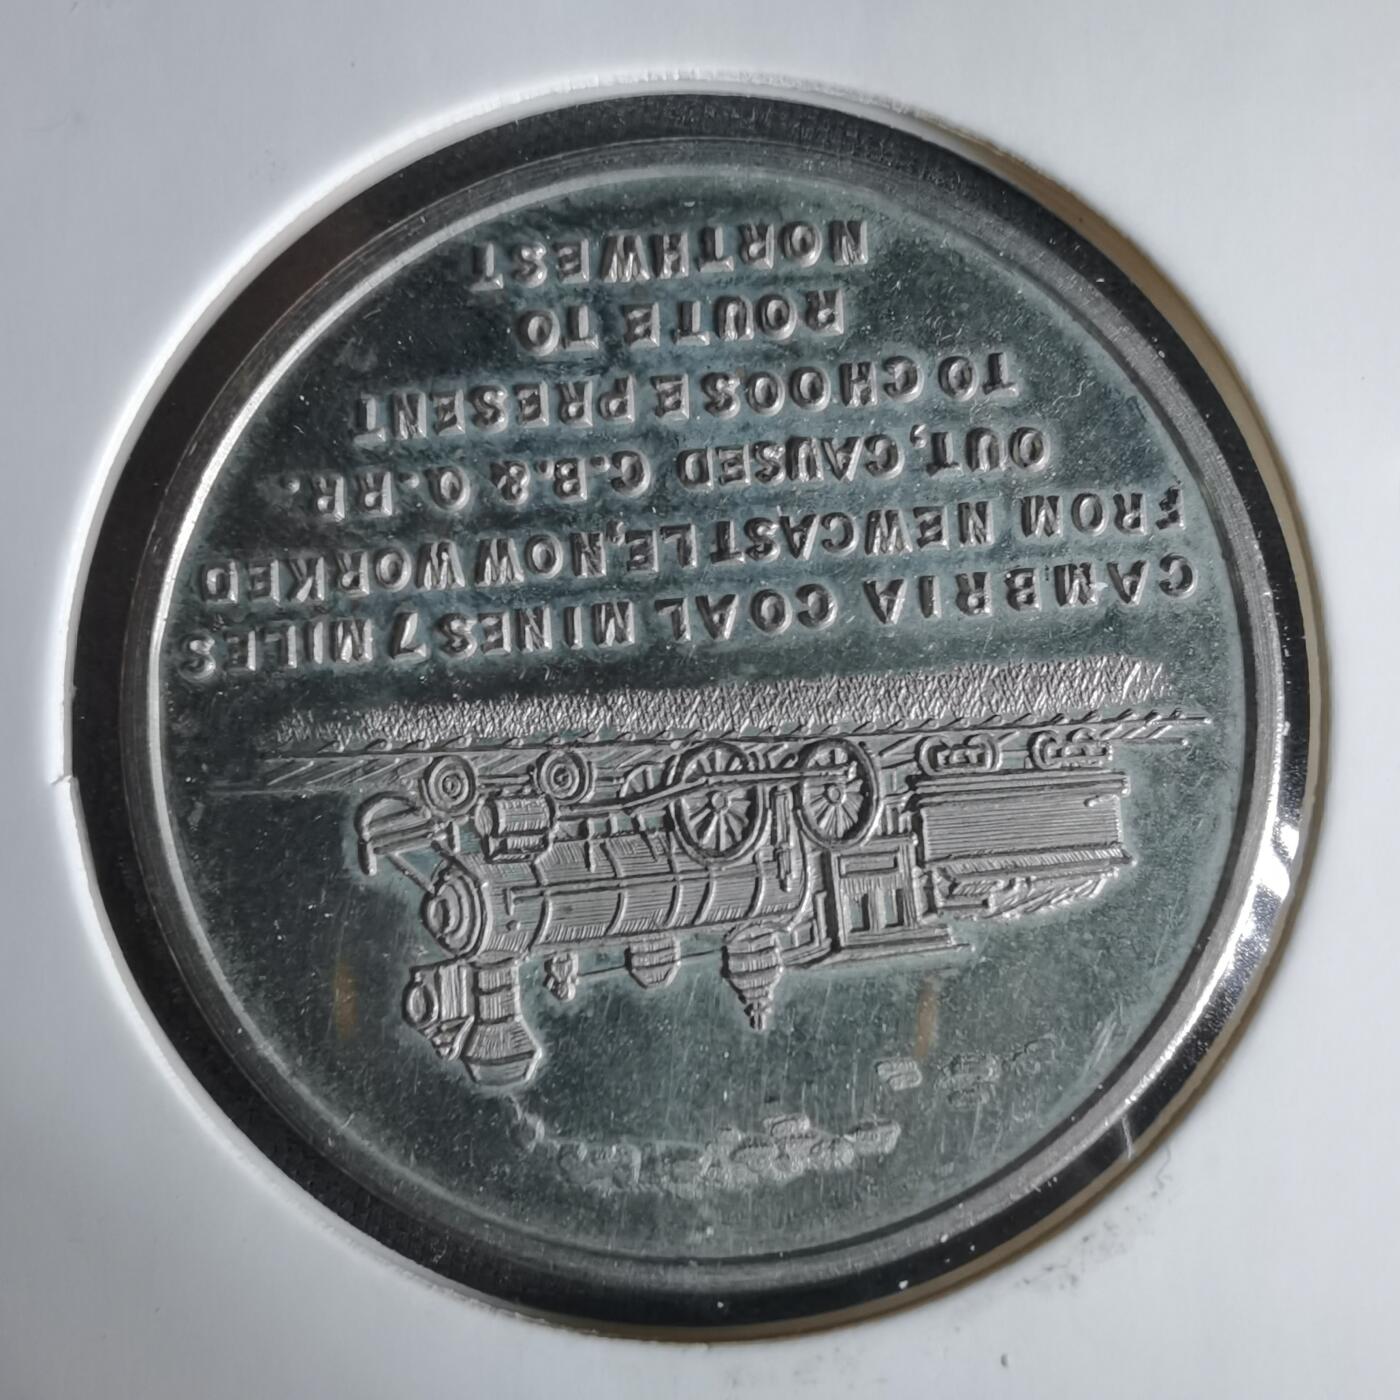 CAMBRIA COAL MINES 7 MILES
FROM NEWCASTLE, NOW WORKED
OUT, CAUSED C.B.& Q. RR.
TO CHOOSE PRESENT
ROUTE TO
NORTHWEST